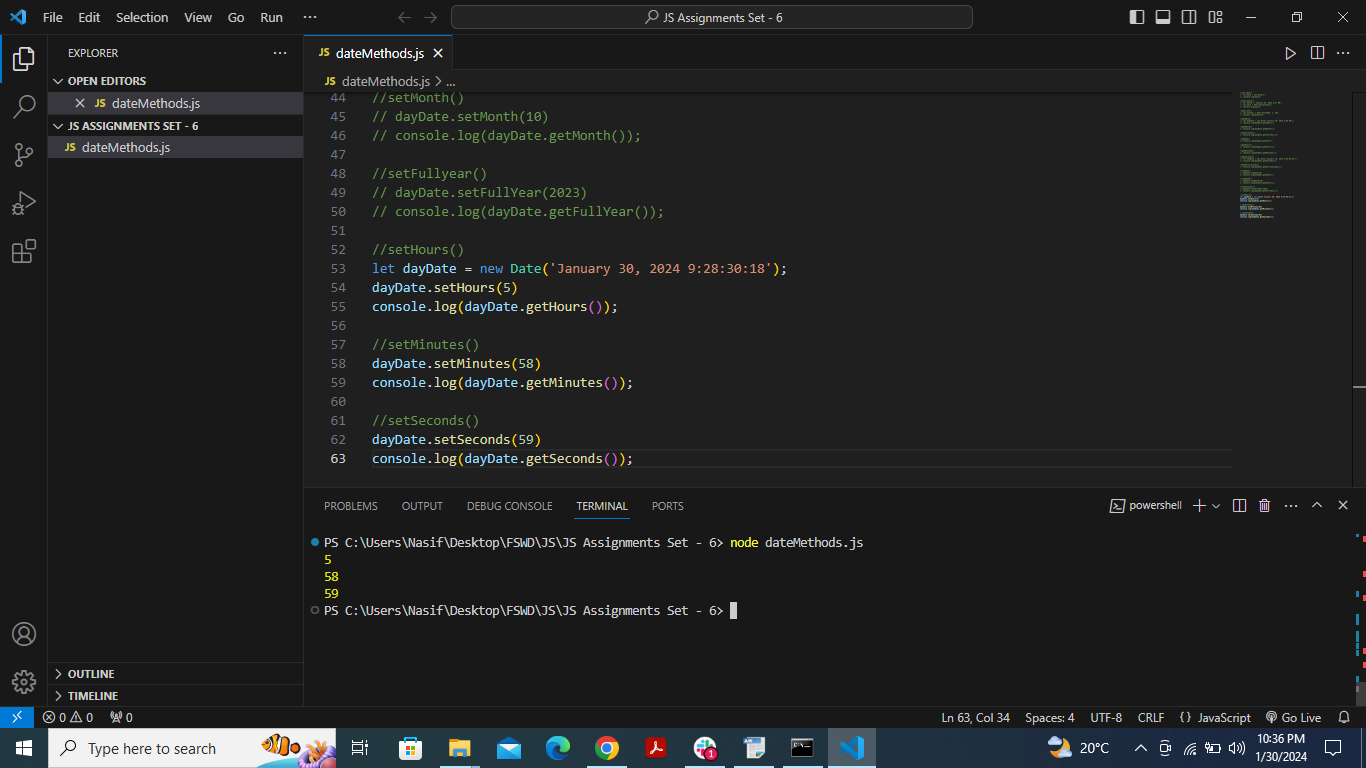 File Edit Selection View Go Run ··· JS Assignments Set - 6
EXPLORER ···
OPEN EDITORS
JS dateMethods.js
JS ASSIGNMENTS SET - 6
JS dateMethods.js
OUTLINE
TIMELINE
JS dateMethods.js
JS dateMethods.js > ...
44 //setMonth()
45 // dayDate.setMonth(10)
46 // console.log(dayDate.getMonth());
47
48 //setFullyear()
49 // dayDate.setFullYear(2023)
50 // console.log(dayDate.getFullYear());
51
52 //setHours()
53 let dayDate = new Date('January 30, 2024 9:28:30:18');
54 dayDate.setHours(5)
55 console.log(dayDate.getHours());
56
57 //setMinutes()
58 dayDate.setMinutes(58)
59 console.log(dayDate.getMinutes());
60
61 //setSeconds()
62 dayDate.setSeconds(59)
63 console.log(dayDate.getSeconds());
PROBLEMS OUTPUT DEBUG CONSOLE TERMINAL PORTS powershell
PS C:\Users\Nasif\Desktop\FSWD\JS\JS Assignments Set - 6> node dateMethods.js
5
58
59
PS C:\Users\Nasif\Desktop\FSWD\JS\JS Assignments Set - 6>
0 0 0 Ln 63, Col 34 Spaces: 4 UTF-8 CRLF {} JavaScript Go Live
Type here to search 1 20°C 10:36 PM
1/30/2024